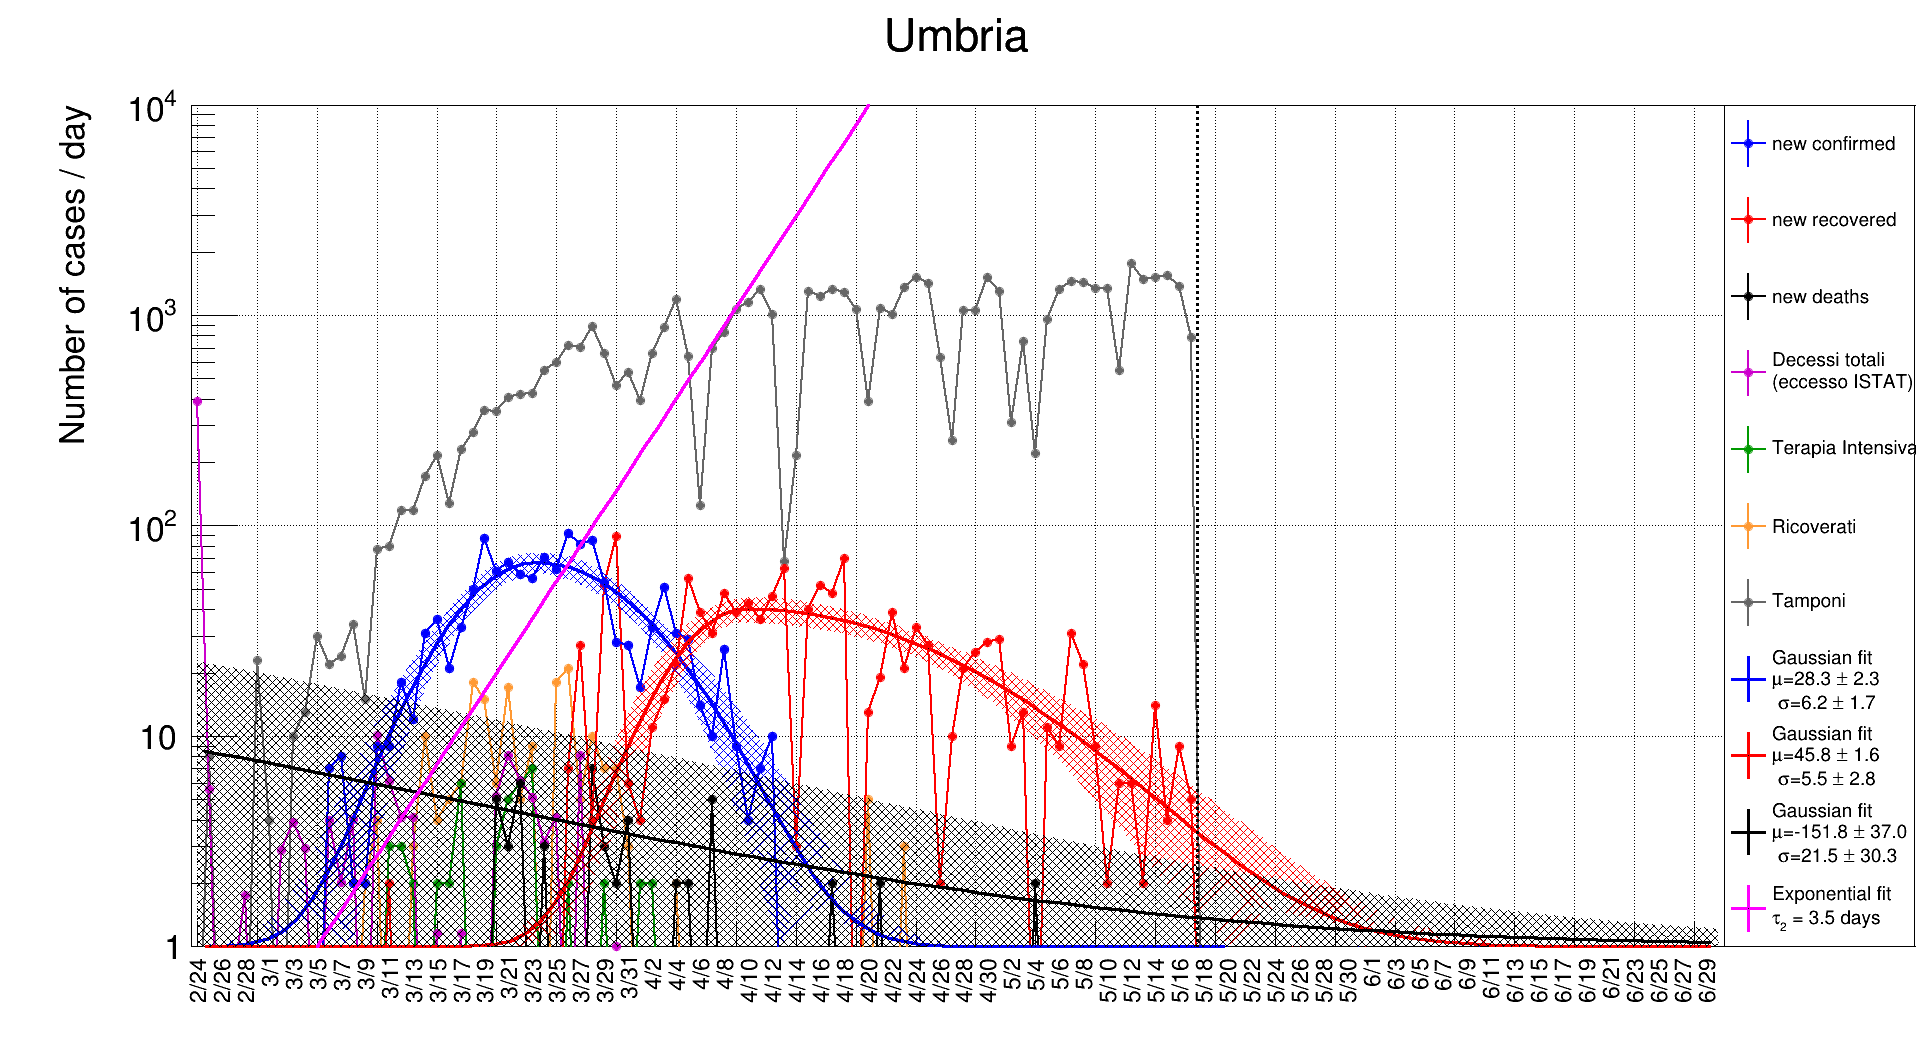 Umbria
Number of cases / day
10⁴
10³
10²
10
1
2/24 2/26 2/28 3/1 3/3 3/5 3/7 3/9 3/11 3/13 3/15 3/17 3/19 3/21 3/23 3/25 3/27 3/29 3/31 4/2 4/4 4/6 4/8 4/10 4/12 4/14 4/16 4/18 4/20 4/22 4/24 4/26 4/28 4/30 5/2 5/4 5/6 5/8 5/10 5/12 5/14 5/16 5/18 5/20 5/22 5/24 5/26 5/28 5/30 6/1 6/3 6/5 6/7 6/9 6/11 6/13 6/15 6/17 6/19 6/21 6/23 6/25 6/27 6/29
new confirmed
new recovered
new deaths
Decessi totali
(eccesso ISTAT)
Terapia Intensiva
Ricoverati
Tamponi
Gaussian fit
μ=28.3 ± 2.3
σ=6.2 ± 1.7
Gaussian fit
μ=45.8 ± 1.6
σ=5.5 ± 2.8
Gaussian fit
μ=-151.8 ± 37.0
σ=21.5 ± 30.3
Exponential fit
τ₂ = 3.5 days